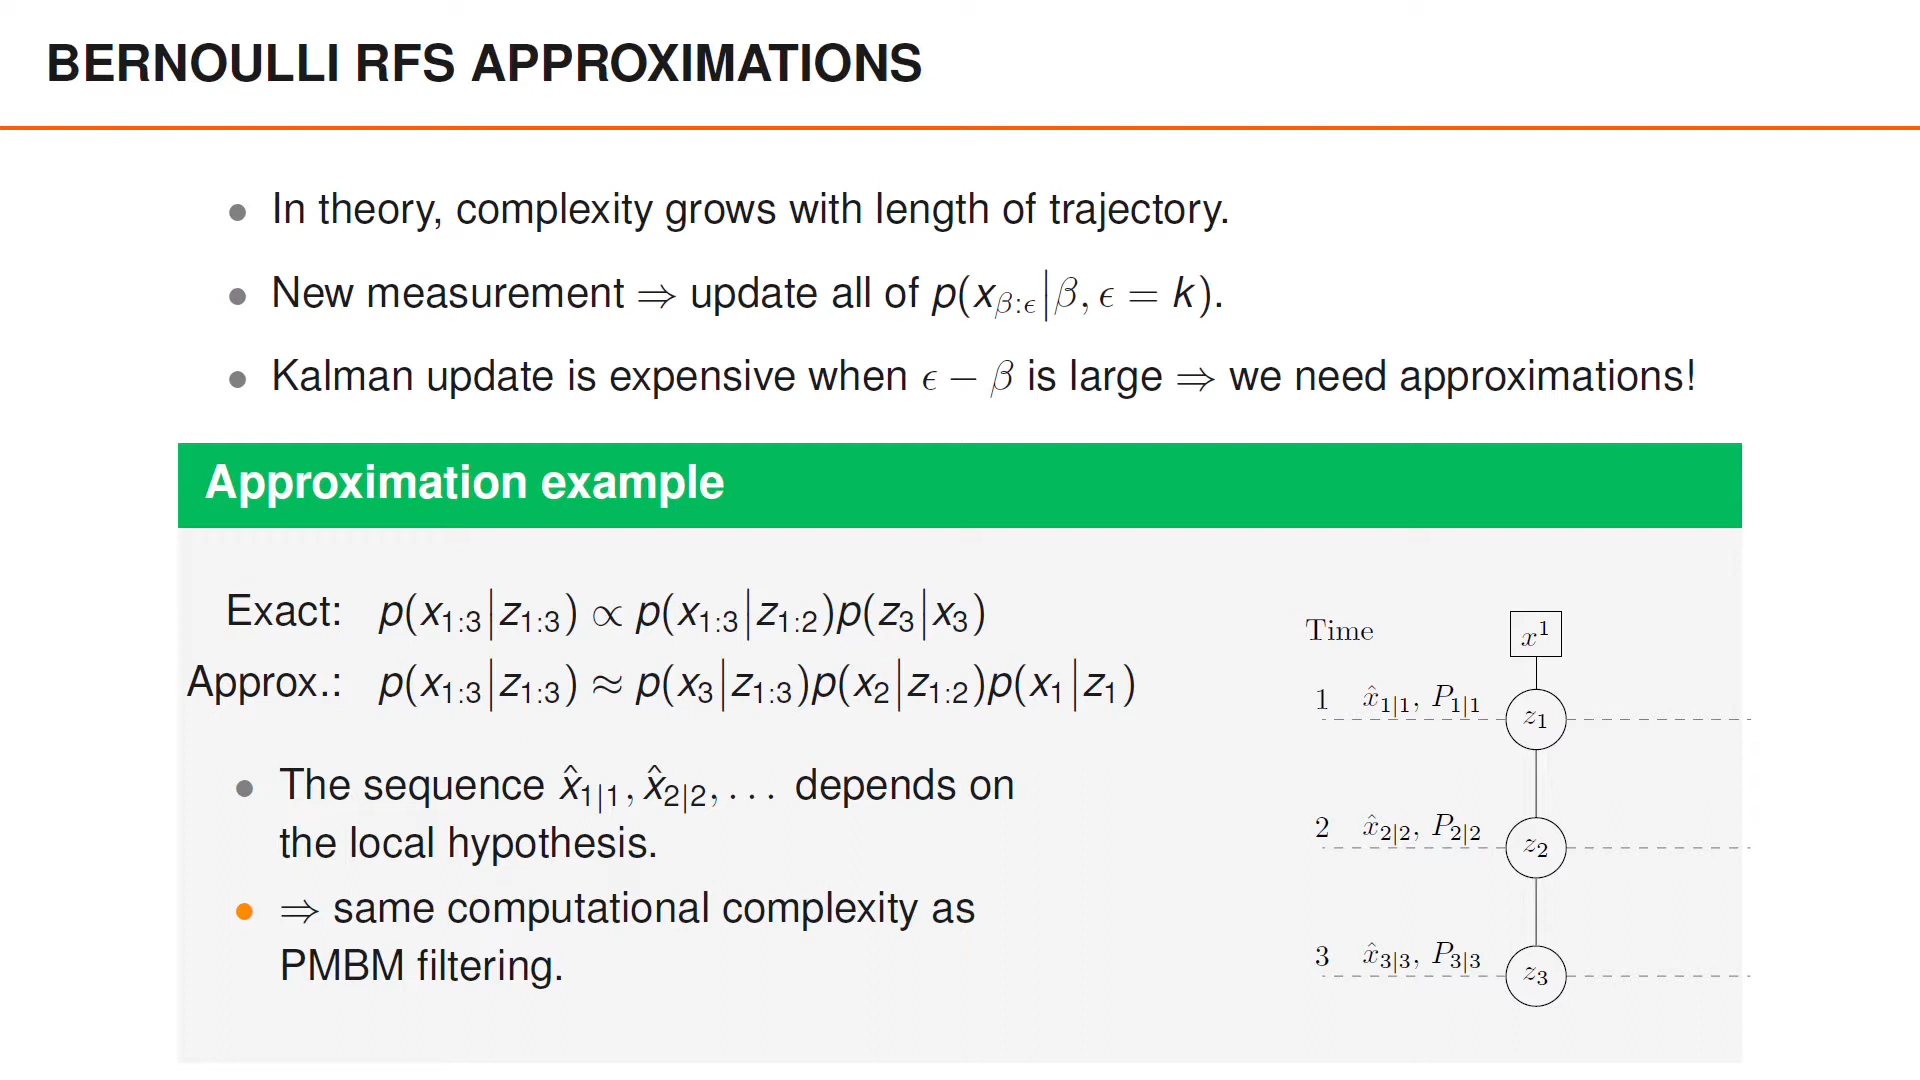 BERNOULLI RFS APPROXIMATIONS
• In theory, complexity grows with length of trajectory.
• New measurement ⇒ update all of p(x_{β:ϵ}|β, ϵ = k).
• Kalman update is expensive when ϵ − β is large ⇒ we need approximations!
Approximation example
Exact: p(x_{1:3}|z_{1:3}) ∝ p(x_{1:3}|z_{1:2})p(z_3|x_3)
Approx.: p(x_{1:3}|z_{1:3}) ≈ p(x_3|z_{1:3})p(x_2|z_{1:2})p(x_1|z_1)
• The sequence x̂_{1|1}, x̂_{2|2}, ... depends on
the local hypothesis.
• ⇒ same computational complexity as
PMBM filtering.
Time x^1
1 x̂_{1|1}, P_{1|1} z_1
2 x̂_{2|2}, P_{2|2} z_2
3 x̂_{3|3}, P_{3|3} z_3